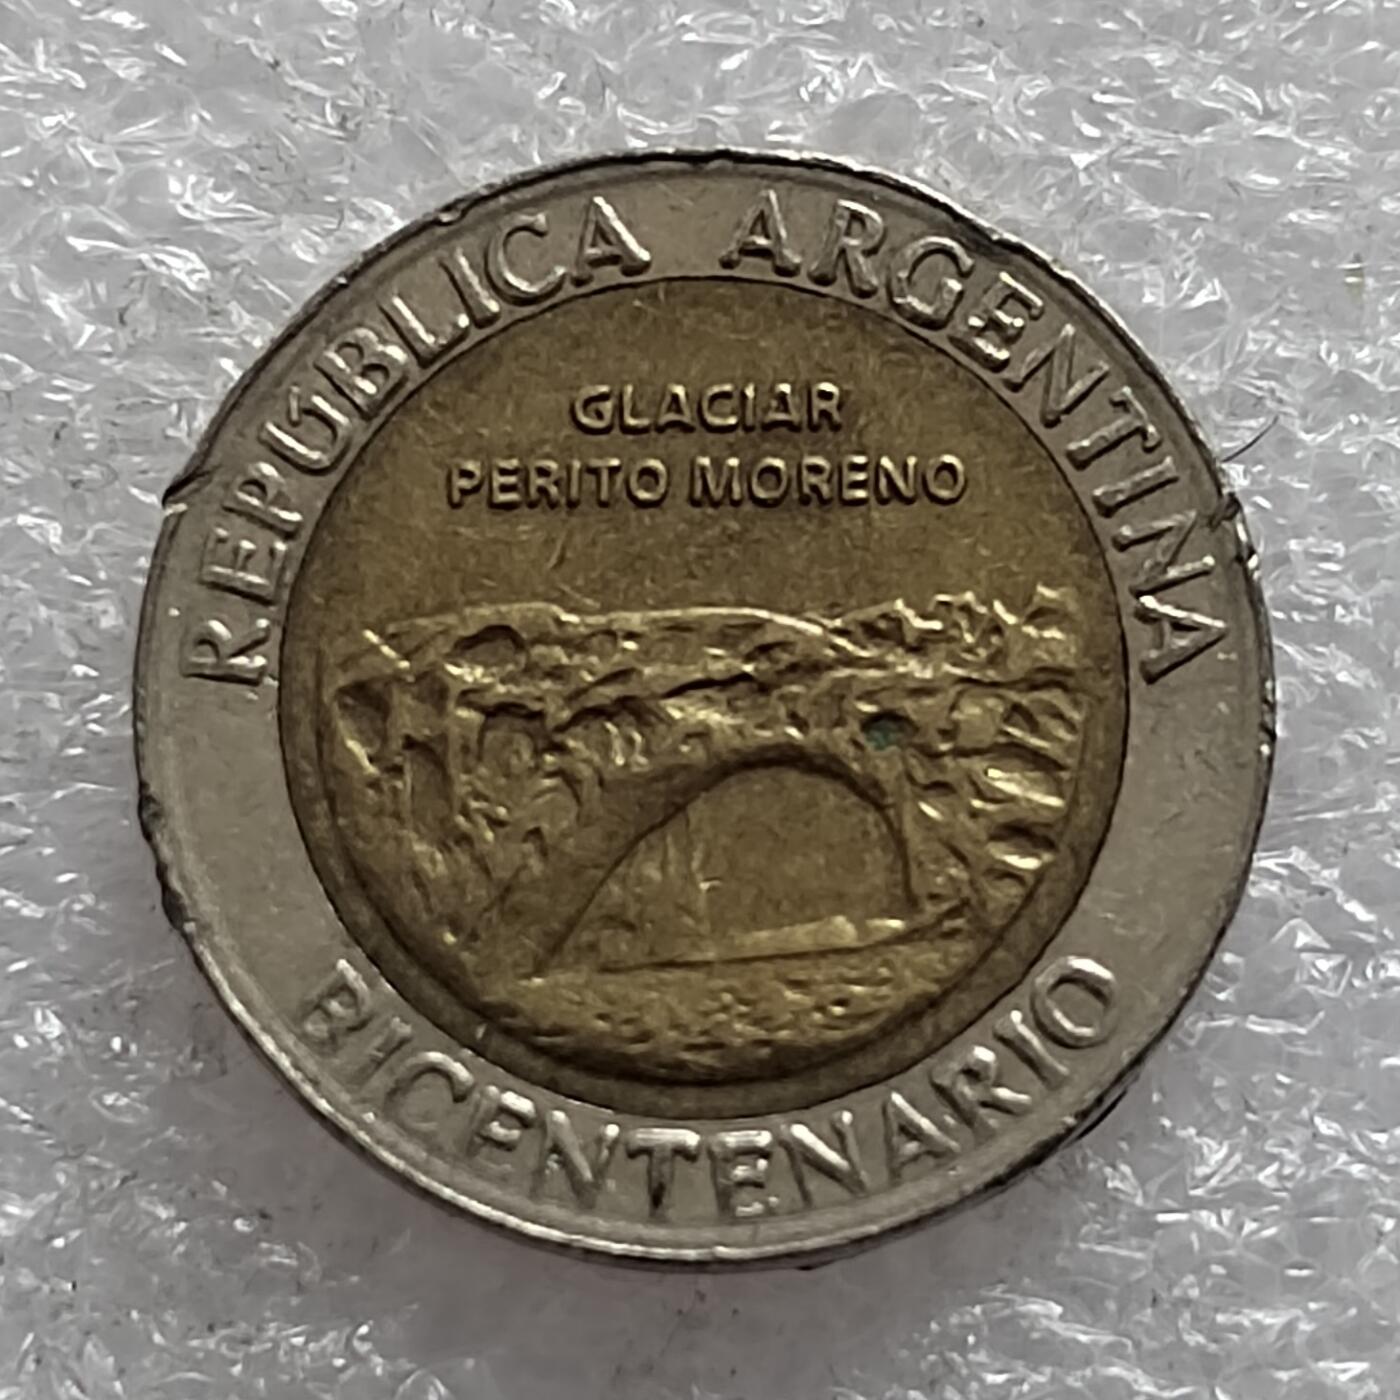 REPÚBLICA ARGENTINA
GLACIAR
PERITO MORENO
BICENTENARIO